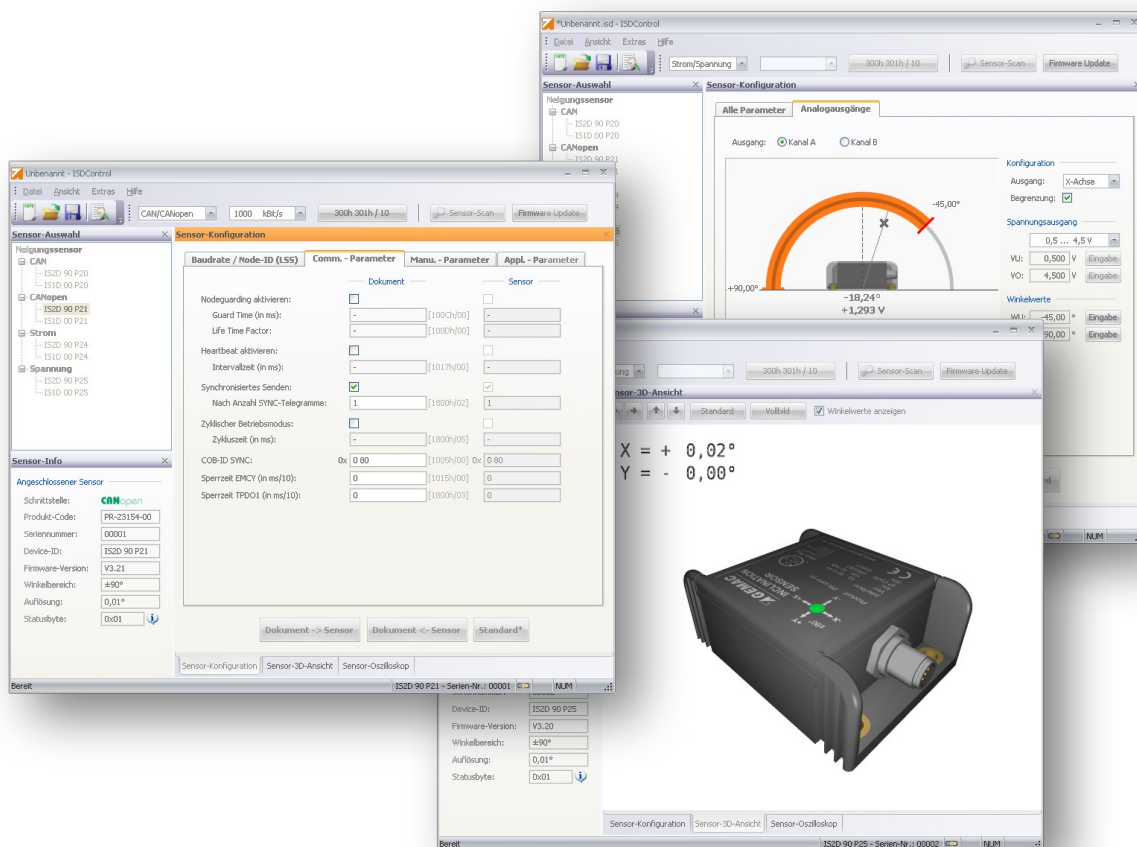 *Unbenannt.isd - ISDControl
Datei Ansicht Extras Hilfe
Strom/Spannung 300h 301h / 10 Sensor-Scan Firmware Update
Sensor-Auswahl
Neigungssensor
CAN
IS2D 90 P20
IS1D 00 P20
CANopen
IS2D 90 P21
Sensor-Konfiguration
Alle Parameter Analogausgänge
Ausgang: Kanal A Kanal B
-45,00°
+90,00°
-18,24°
+1,293 V
Konfiguration
Ausgang: X-Achse
Begrenzung:
Spannungsausgang
0,5 ... 4,5 V
VU: 0,500 V Eingabe
VO: 4,500 V Eingabe
Winkelwerte
WU: -45,00 ° Eingabe
90,00 ° Eingabe
NUM
Unbenannt - ISDControl
Datei Ansicht Extras Hilfe
CAN/CANopen 1000 kBit/s 300h 301h / 10 Sensor-Scan Firmware Update
Sensor-Auswahl
Neigungssensor
CAN
IS2D 90 P20
IS1D 00 P20
CANopen
IS2D 90 P21
IS1D 00 P21
Strom
IS2D 90 P24
IS1D 00 P24
Spannung
IS2D 90 P25
IS1D 00 P25
Sensor-Info
Angeschlossener Sensor
Schnittstelle: CANopen
Produkt-Code: PR-23154-00
Seriennummer: 00001
Device-ID: IS2D 90 P21
Firmware-Version: V3.21
Winkelbereich: ±90°
Auflösung: 0,01°
Statusbyte: 0x01
Sensor-Konfiguration
Baudrate / Node-ID (LSS) Comm. - Parameter Manu. - Parameter Appl. - Parameter
Dokument Sensor
Nodeguarding aktivieren:
Guard Time (in ms): - [100Ch/00] -
Life Time Factor: - [100Dh/00] -
Heartbeat aktivieren:
Intervallzeit (in ms): - [1017h/00] -
Synchronisiertes Senden:
Nach Anzahl SYNC-Telegramme: 1 [1800h/02] 1
Zyklischer Betriebsmodus:
Zykluszeit (in ms): - [1800h/05] -
COB-ID SYNC: 0x 0 80 [1005h/00] 0x 0 80
Sperrzeit EMCY (in ms/10): 0 [1015h/00] 0
Sperrzeit TPDO1 (in ms/10): 0 [1800h/03] 0
Dokument -> Sensor Dokument <- Sensor Standard*
Sensor-Konfiguration Sensor-3D-Ansicht Sensor-Oszilloskop
Bereit IS2D 90 P21 - Serien-Nr.: 00001 NUM
300h 301h / 10 Sensor-Scan Firmware Update
Standard Vollbild Winkelwerte anzeigen
X = + 0,02°
Y = - 0,00°
GEMAC
INCLINATION
SENSOR
Device-ID: IS2D 90 P25
Firmware-Version: V3.20
Winkelbereich: ±90°
Auflösung: 0,01°
Statusbyte: 0x01
Sensor-Konfiguration Sensor-3D-Ansicht Sensor-Oszilloskop
Bereit IS2D 90 P25 - Serien-Nr.: 00002 NUM